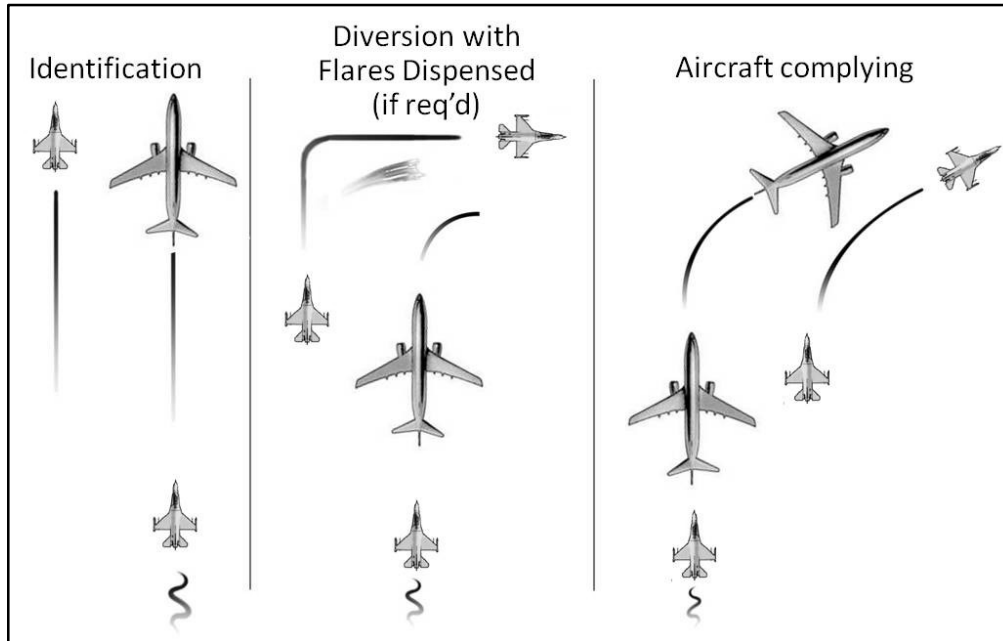 Identification
Diversion with
Flares Dispensed
(if req'd)
Aircraft complying